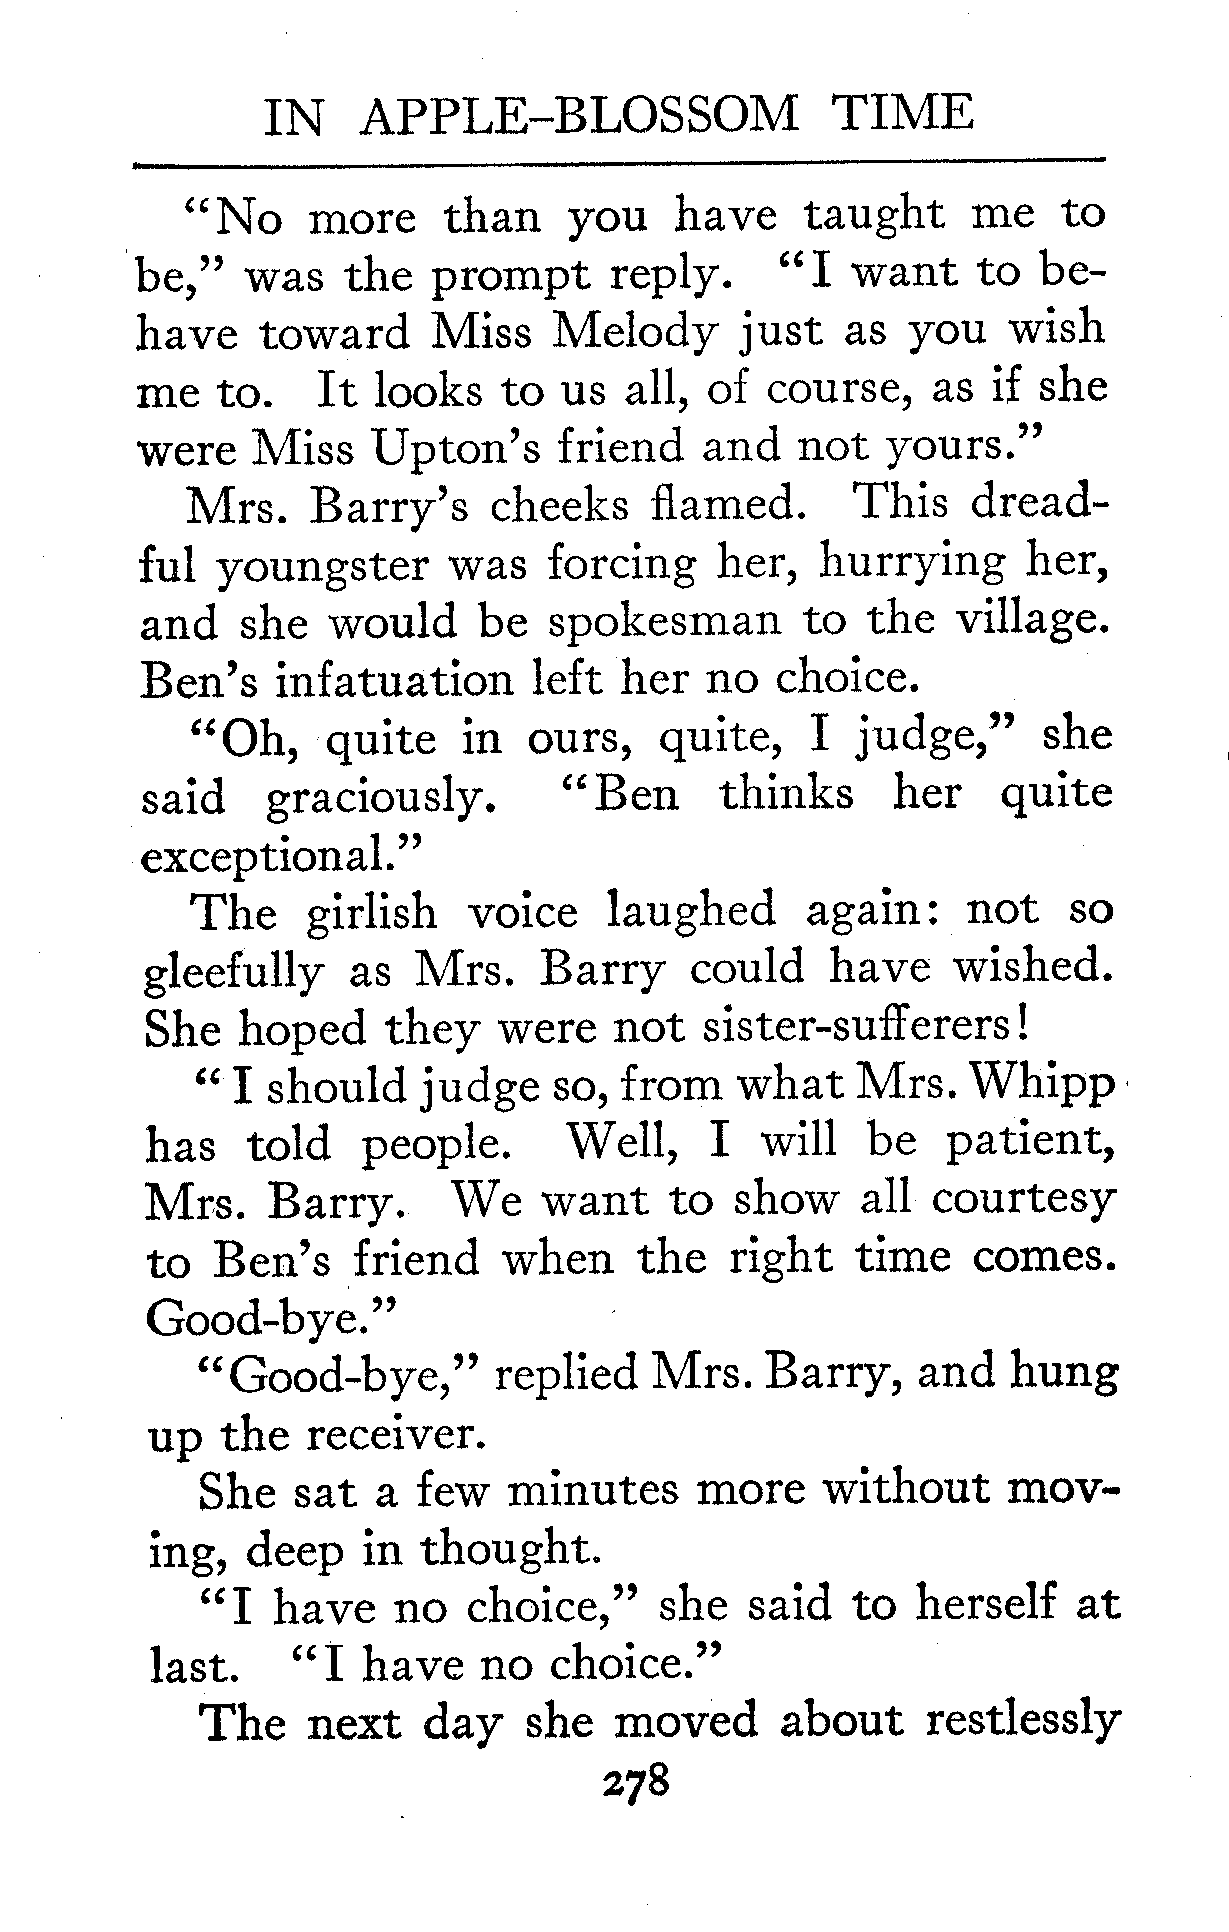 IN APPLE-BLOSSOM TIME
“No more than you have taught me to
be,” was the prompt reply. “I want to be-
have toward Miss Melody just as you wish
me to. It looks to us all, of course, as if she
were Miss Upton’s friend and not yours.”
Mrs. Barry’s cheeks flamed. This dread-
ful youngster was forcing her, hurrying her,
and she would be spokesman to the village.
Ben’s infatuation left her no choice.
“Oh, quite in ours, quite, I judge,” she
said graciously. “Ben thinks her quite
exceptional.”
The girlish voice laughed again: not so
gleefully as Mrs. Barry could have wished.
She hoped they were not sister-sufferers!
“I should judge so, from what Mrs. Whipp
has told people. Well, I will be patient,
Mrs. Barry. We want to show all courtesy
to Ben’s friend when the right time comes.
Good-bye.”
“Good-bye,” replied Mrs. Barry, and hung
up the receiver.
She sat a few minutes more without mov-
ing, deep in thought.
“I have no choice,” she said to herself at
last. “I have no choice.”
The next day she moved about restlessly
278